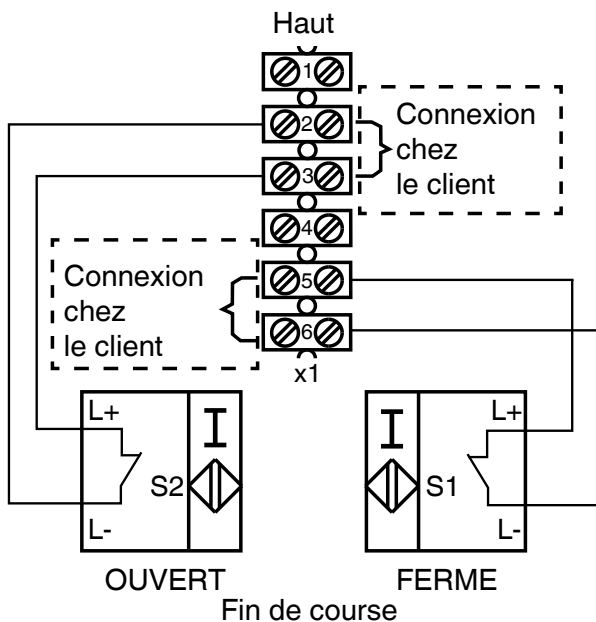 Haut
1
2
3
4
5
6
x1
Connexion
chez
le client
Connexion
chez
le client
L+
S2
L-
L+
S1
L-
OUVERT
FERME
Fin de course